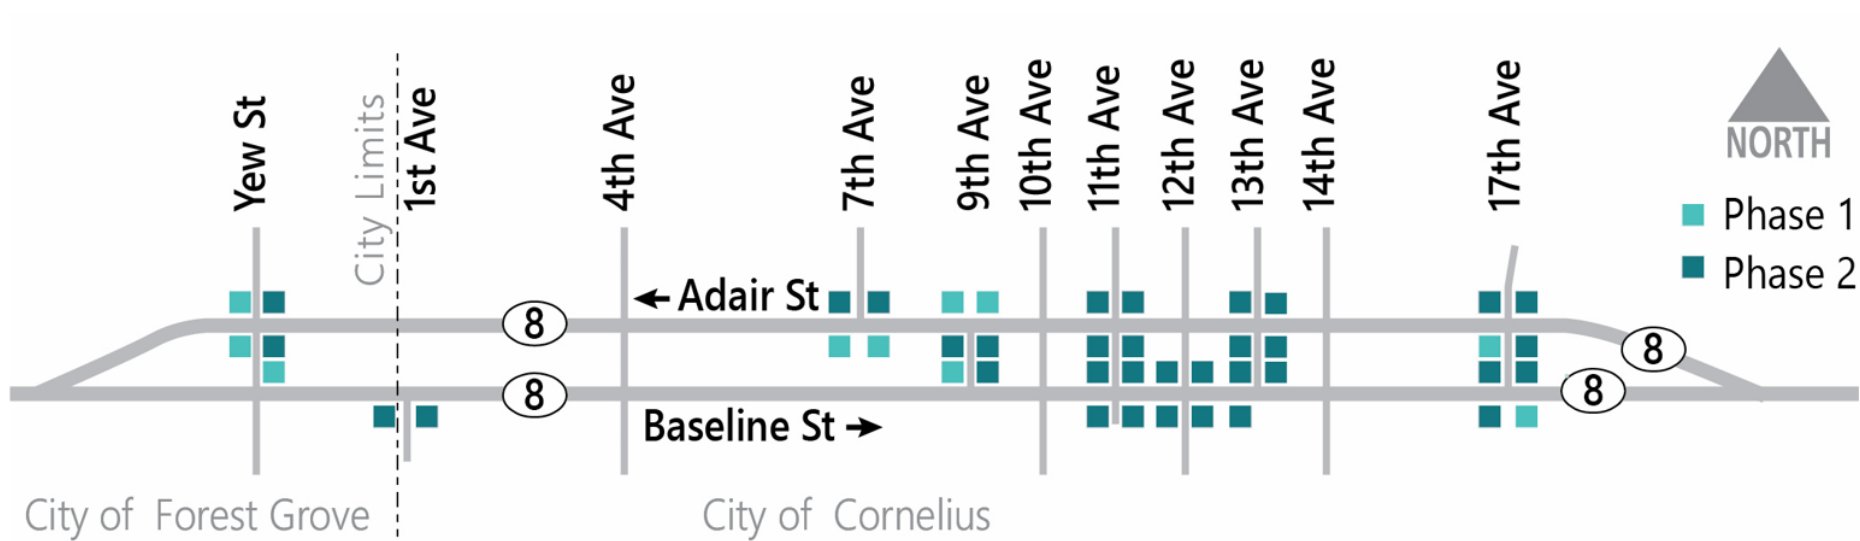 Yew St
City Limits
1st Ave
4th Ave
7th Ave
9th Ave
10th Ave
11th Ave
12th Ave
13th Ave
14th Ave
17th Ave
NORTH
Phase 1
Phase 2
← Adair St
8
8
8
8
Baseline St →
City of Forest Grove
City of Cornelius